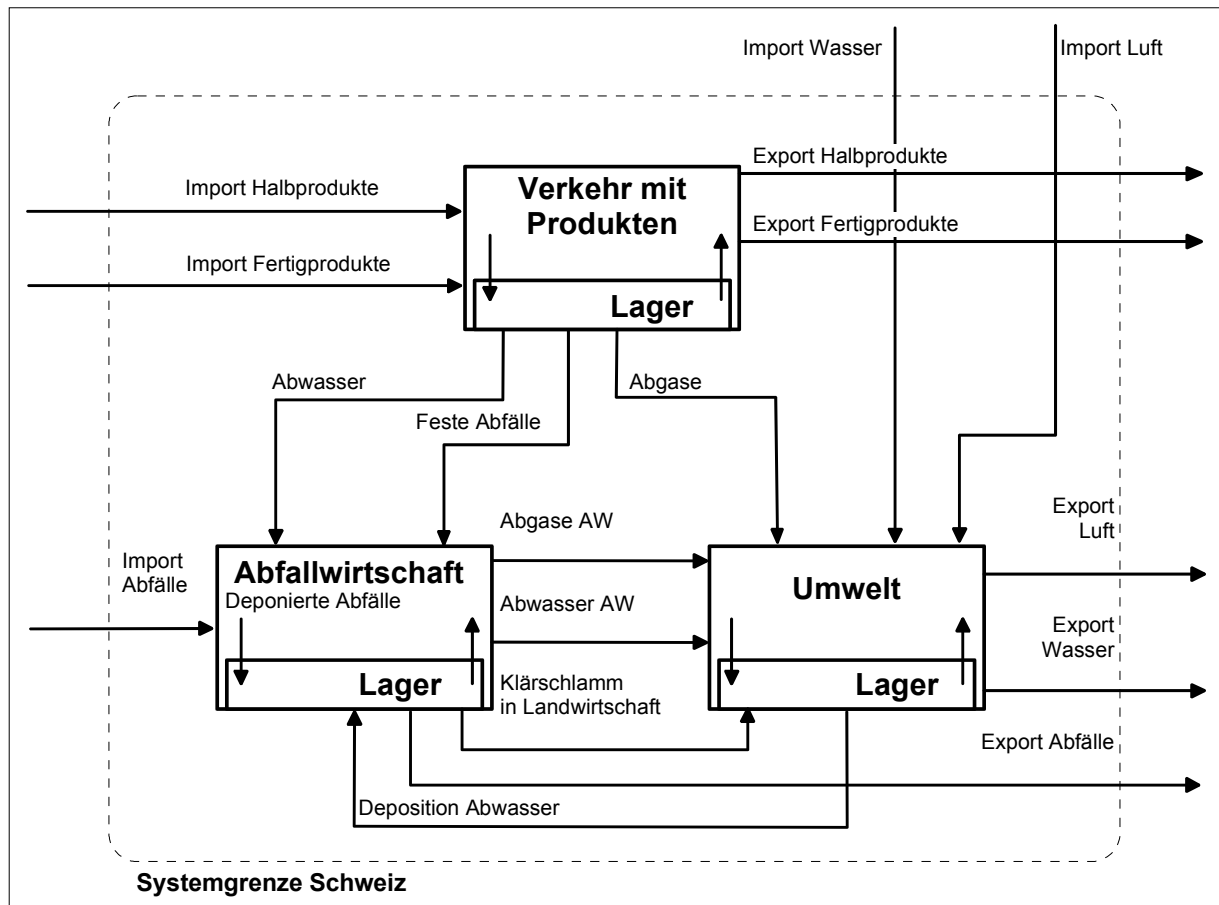 Import Wasser
Import Luft
Export Halbprodukte
Verkehr mit
Produkten
Import Halbprodukte
Export Fertigprodukte
Import Fertigprodukte
Lager
Abwasser
Abgase
Feste Abfälle
Export
Luft
Abgase AW
Import
Abfälle
Abfallwirtschaft
Deponierte Abfälle
Umwelt
Abwasser AW
Export
Wasser
Lager
Klärschlamm
in Landwirtschaft
Lager
Export Abfälle
Deposition Abwasser
Systemgrenze Schweiz